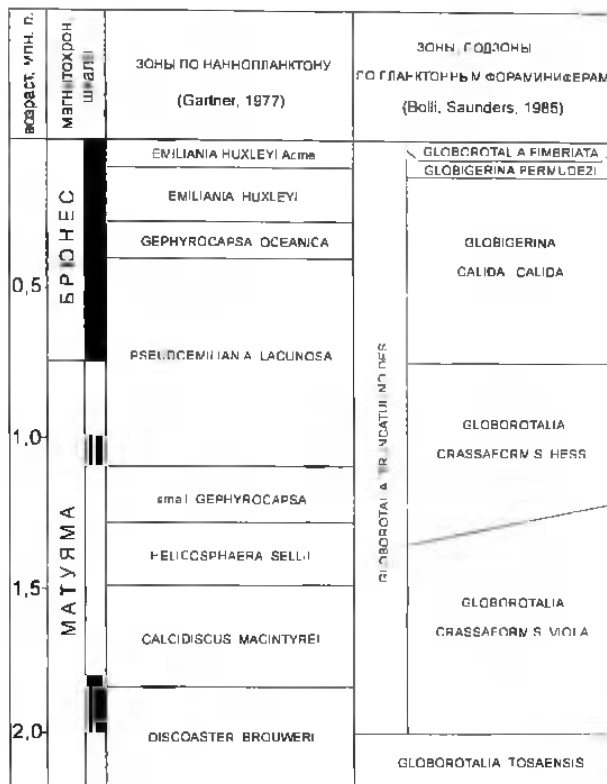 возраст, млн. л.
МАГНИТОХРОН.
шкала
ЗОНЫ ПО НАННОПЛАНКТОНУ
(Gartner, 1977)
ЗОНЫ, ПОДЗОНЫ
ПО ПЛАНКТОННЫМ ФОРАМИНИФЕРАМ
(Bolli, Saunders, 1985)
БРЮНЕС
МАТУЯМА
0,5
1,0
1,5
2,0
EMILIANIA HUXLEYI Acme
EMILIANIA HUXLEYI
GEPHYROCAPSA OCEANICA
PSEUDOEMILIANIA LACUNOSA
small GEPHYROCAPSA
HELICOSPHAERA SELLII
CALCIDISCUS MACINTYREI
DISCOASTER BROUWERI
GLOBOROTALIA TRUNCATULINOIDES
GLOBOROTALIA FIMBRIATA
GLOBIGERINA PERMUDEZI
GLOBIGERINA
CALIDA CALIDA
GLOBOROTALIA
CRASSAFORMIS HESS
GLOBOROTALIA
CRASSAFORMIS VIOLA
GLOBOROTALIA TOSAENSIS